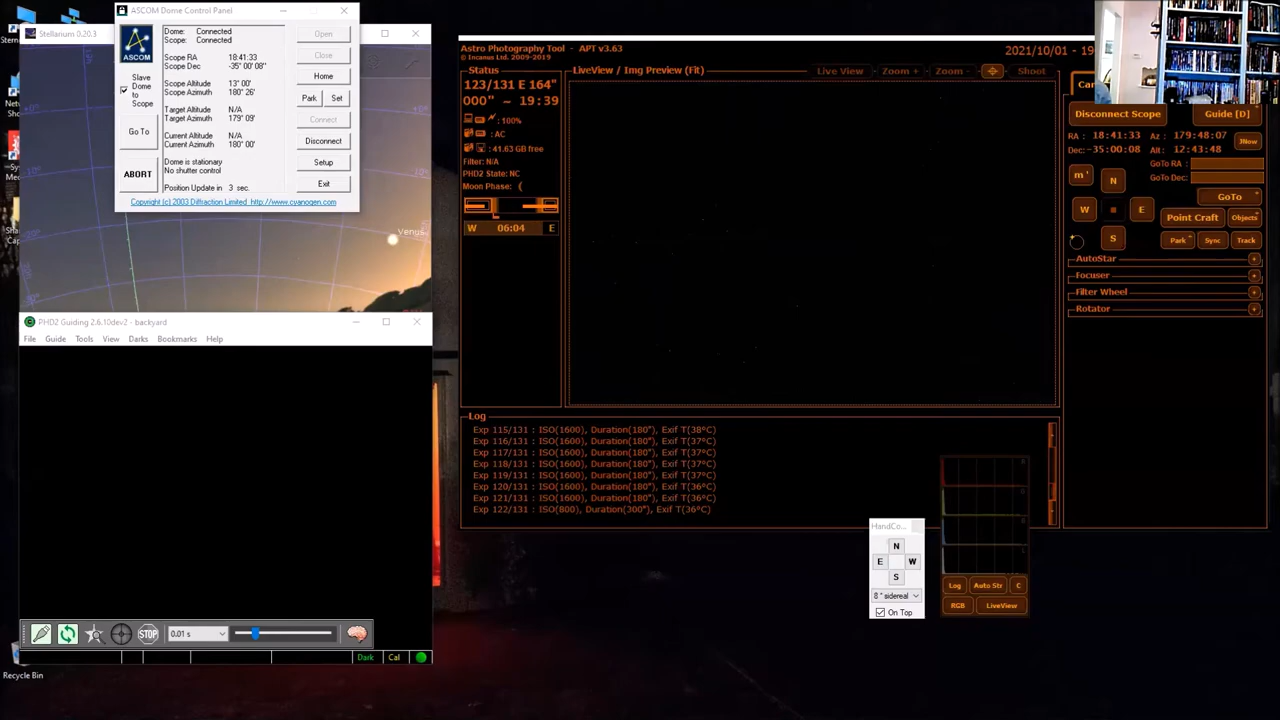 Stellarium 0.20.3
ASCOM Dome Control Panel
ASCOM
Slave
Dome
to
Scope
Go To
ABORT
Dome: Connected
Scope: Connected
Scope RA 18:41:33
Scope Dec -35° 00' 08"
Scope Altitude 13° 00'
Scope Azimuth 180° 26'
Target Altitude N/A
Target Azimuth 179° 09'
Current Altitude N/A
Current Azimuth 180° 00'
Dome is stationary
No shutter control
Position Update in 3 sec.
Open
Close
Home
Park Set
Connect
Disconnect
Setup
Exit
Copyright (c) 2003 Diffraction Limited http://www.cyanogen.com
Venus
PHD2 Guiding 2.6.10dev2 - backyard
File Guide Tools View Darks Bookmarks Help
STOP
0.01 s
Dark Cal
Recycle Bin
Astro Photography Tool - APT v3.63
© Incanus Ltd. 2009-2019
2021/10/01 - 19
Status
123/131 E 164"
000" ~ 19:39
: 100%
: AC
: 41.63 GB free
Filter: N/A
PHD2 State: NC
Moon Phase:
W 06:04 E
LiveView / Img Preview (Fit)
Live View Zoom + Zoom - Shoot
Disconnect Scope Guide [D]
RA : 18:41:33 Az : 179:48:07
Dec:-35:00:08 Alt: 12:43:48
JNow
GoTo RA :
GoTo Dec:
m' N GoTo
W E Point Craft Objects
S Park Sync Track
AutoStar
Focuser
Filter Wheel
Rotator
Log
Exp 115/131 : ISO(1600), Duration(180"), Exif T(38°C)
Exp 116/131 : ISO(1600), Duration(180"), Exif T(37°C)
Exp 117/131 : ISO(1600), Duration(180"), Exif T(37°C)
Exp 118/131 : ISO(1600), Duration(180"), Exif T(37°C)
Exp 119/131 : ISO(1600), Duration(180"), Exif T(37°C)
Exp 120/131 : ISO(1600), Duration(180"), Exif T(36°C)
Exp 121/131 : ISO(1600), Duration(180"), Exif T(36°C)
Exp 122/131 : ISO(800), Duration(300"), Exif T(36°C)
HandCo...
N
E W
S
8 * sidereal
On Top
Log Auto Str C
RGB LiveView